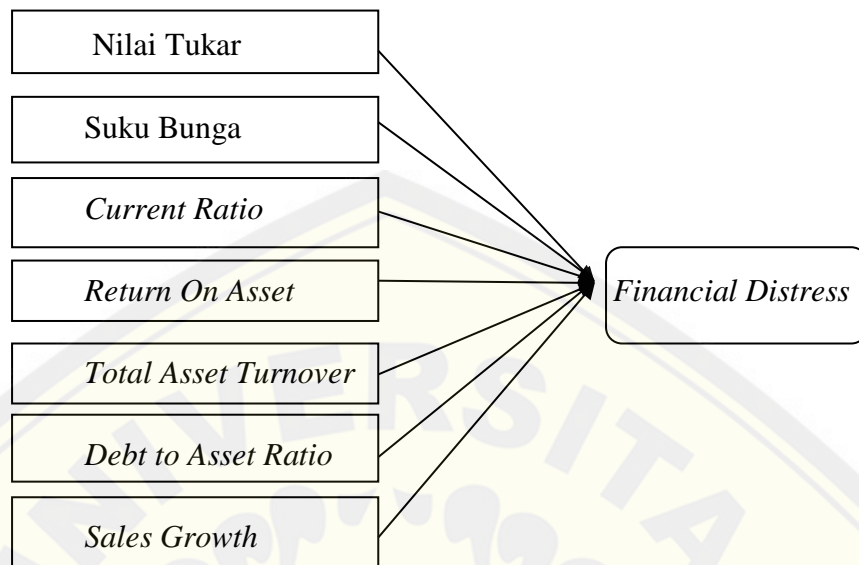 Nilai Tukar
Suku Bunga
Current Ratio
Return On Asset
Financial Distress
Total Asset Turnover
Debt to Asset Ratio
Sales Growth
UNIVERSITA